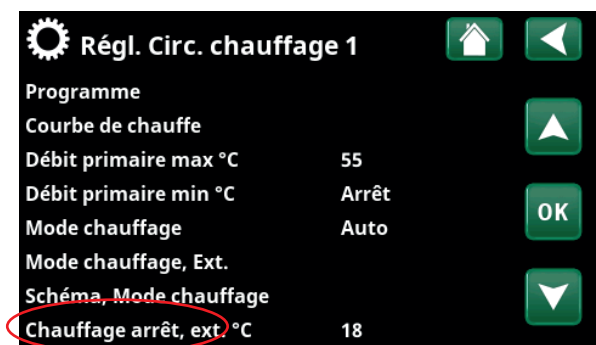 Régl. Circ. chauffage 1
Programme
Courbe de chauffe
Débit primaire max °C 55
Débit primaire min °C Arrêt
Mode chauffage Auto
OK
Mode chauffage, Ext.
Schéma, Mode chauffage
Chauffage arrêt, ext. °C 18